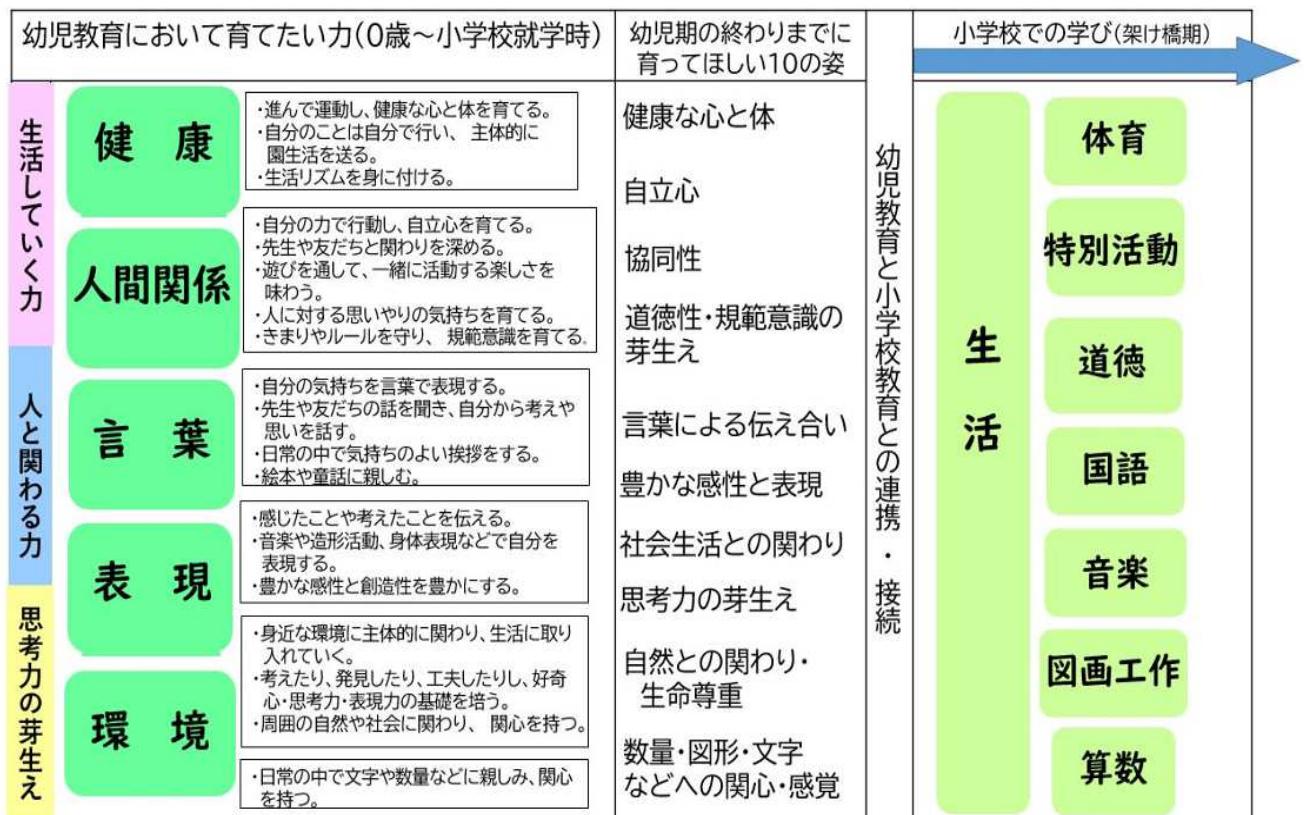 幼児教育において育てたい力(0歳～小学校就学時)
幼児期の終わりまでに
育ってほしい10の姿
小学校での学び(架け橋期)
生活していく力
人と関わる力
思考力の芽生え
健 康
・進んで運動し、健康な心と体を育てる。
・自分のことは自分で行い、 主体的に
園生活を送る。
・生活リズムを身に付ける。
人間関係
・自分の力で行動し、自立心を育てる。
・先生や友だちと関わりを深める。
・遊びを通して、一緒に活動する楽しさを
味わう。
・人に対する思いやりの気持ちを育てる。
・きまりやルールを守り、 規範意識を育てる。
言 葉
・自分の気持ちを言葉で表現する。
・先生や友だちの話を聞き、自分から考えや
思いを話す。
・日常の中で気持ちのよい挨拶をする。
・絵本や童話に親しむ。
表 現
・感じたことや考えたことを伝える。
・音楽や造形活動、身体表現などで自分を
表現する。
・豊かな感性と創造性を豊かにする。
環 境
・身近な環境に主体的に関わり、生活に取り
入れていく。
・考えたり、発見したり、工夫したりし、好奇
心・思考力・表現力の基礎を培う。
・周囲の自然や社会に関わり、 関心を持つ。
・日常の中で文字や数量などに親しみ、関心
を持つ。
健康な心と体
自立心
協同性
道徳性・規範意識の
芽生え
言葉による伝え合い
豊かな感性と表現
社会生活との関わり
思考力の芽生え
自然との関わり・
生命尊重
数量・図形・文字
などへの関心・感覚
幼児教育と小学校教育との連携・接続
生活
体育
特別活動
道徳
国語
音楽
図画工作
算数